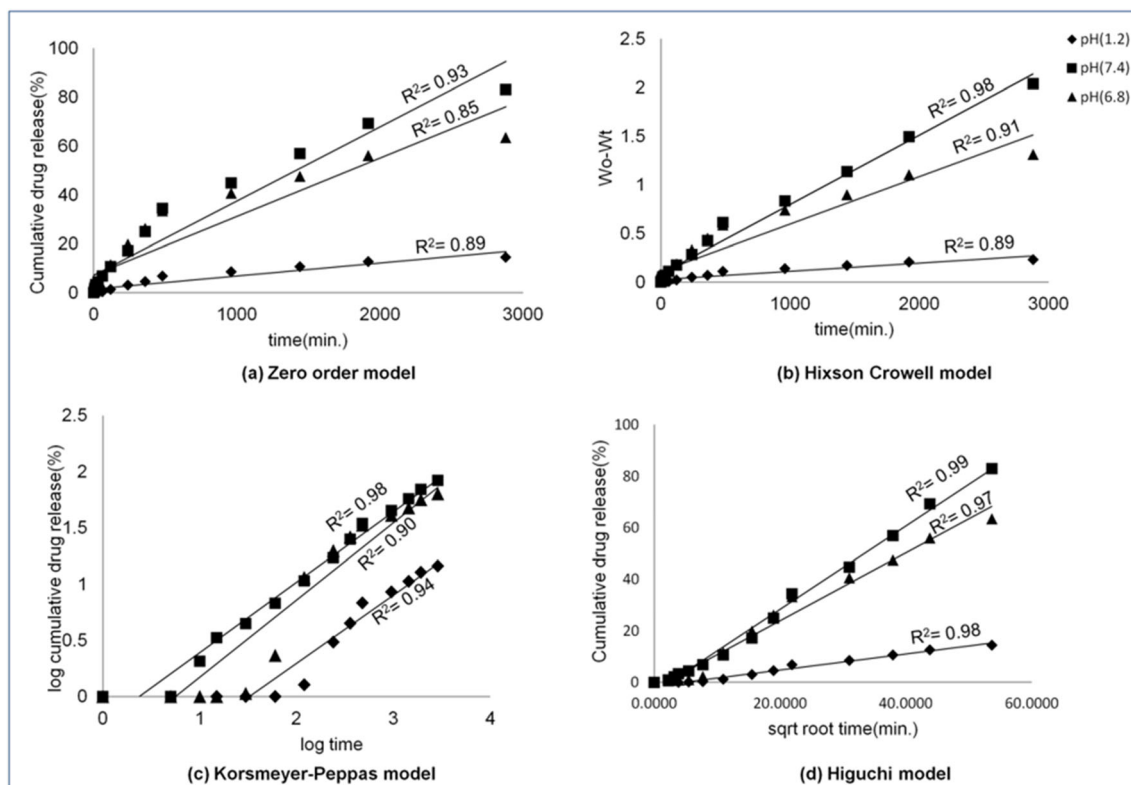 100
80
60
40
20
0
Cumulative drug release(%)
R²= 0.93
R²= 0.85
R²= 0.89
0 1000 2000 3000
time(min.)
(a) Zero order model
2.5
2
1.5
1
0.5
0
Wo-Wt
R²= 0.98
R²= 0.91
R²= 0.89
0 1000 2000 3000
time(min.)
(b) Hixson Crowell model
pH(1.2)
pH(7.4)
pH(6.8)
2.5
2
1.5
1
0.5
0
log cumulative drug release(%)
R²= 0.98
R²= 0.90
R²= 0.94
0 1 2 3 4
log time
(c) Korsmeyer-Peppas model
100
80
60
40
20
0
Cumulative drug release(%)
R²= 0.99
R²= 0.97
R²= 0.98
0.0000 20.0000 40.0000 60.0000
sqrt root time(min.)
(d) Higuchi model